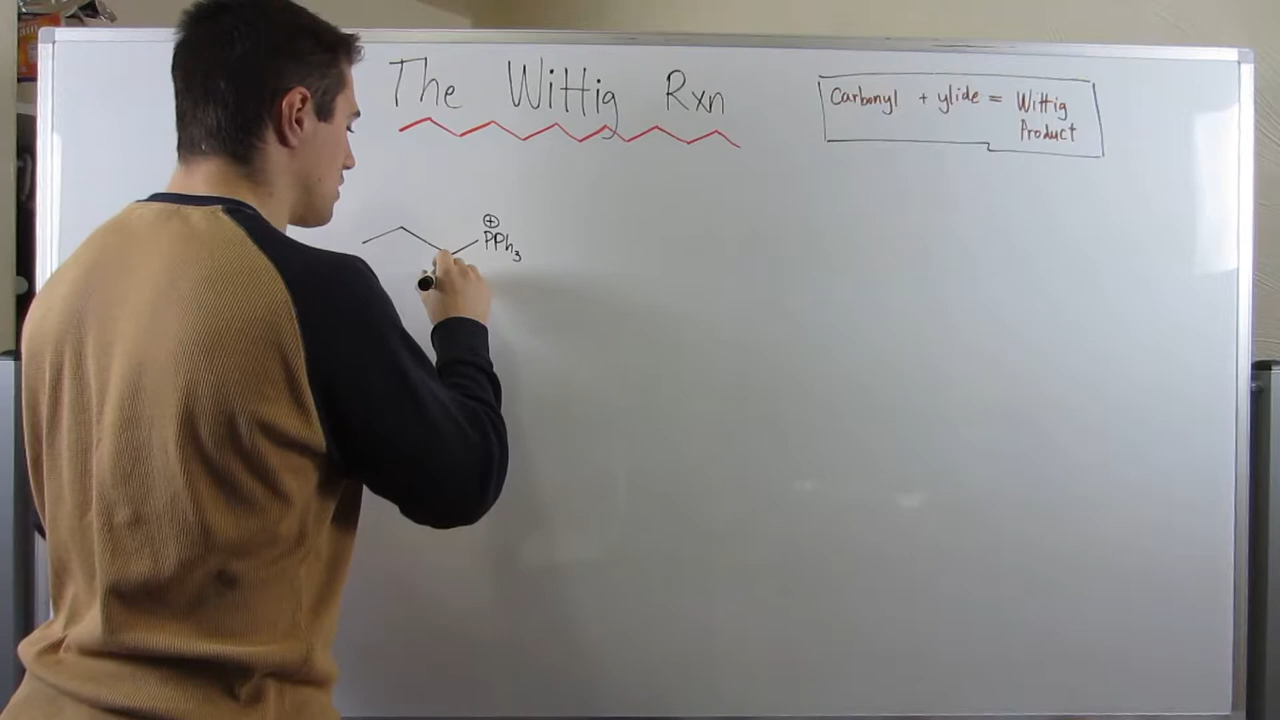 The Wittig Rxn
Carbonyl + ylide = Wittig
Product
⊕
PPh₃